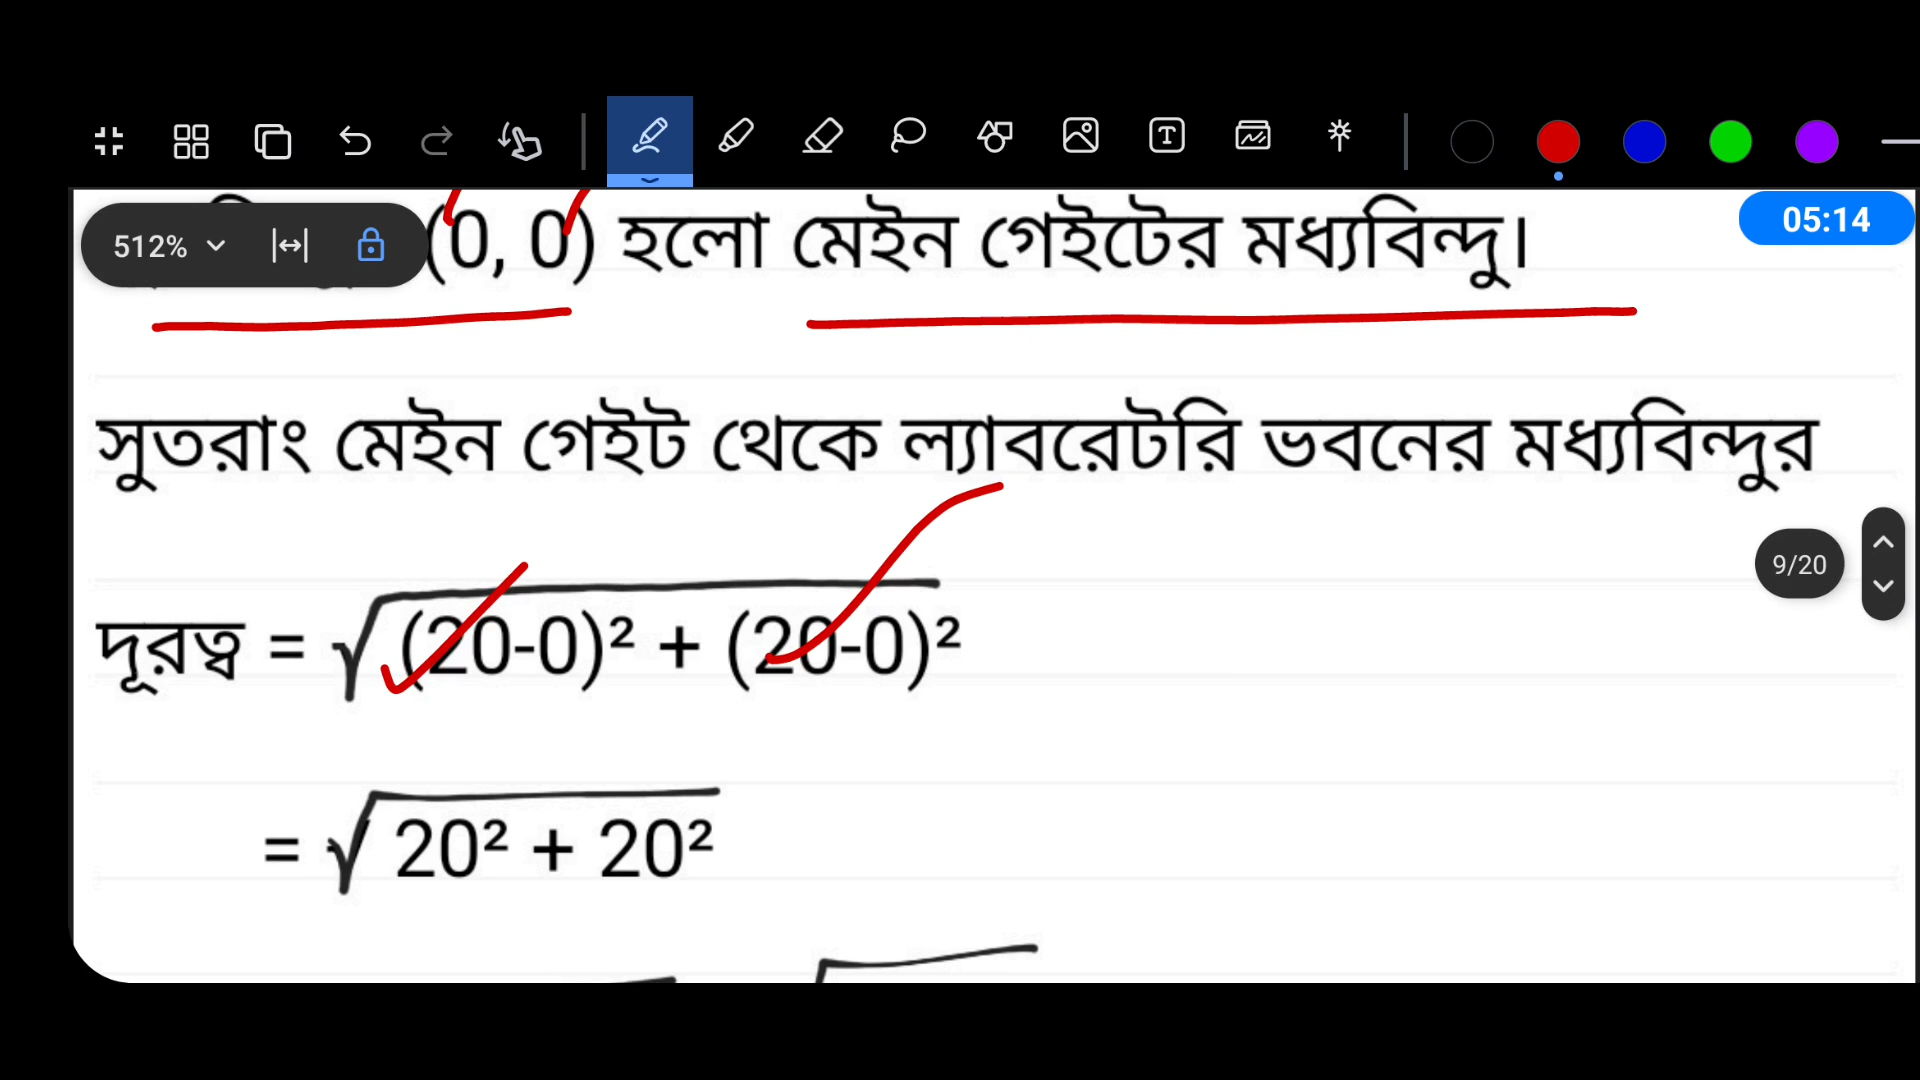 512%
(0, 0) হলো মেইন গেইটের মধ্যবিন্দু।
05:14
সুতরাং মেইন গেইট থেকে ল্যাবরেটরি ভবনের মধ্যবিন্দুর
9/20
দূরত্ব = √(20-0)² + (20-0)²
= √ 20² + 20²